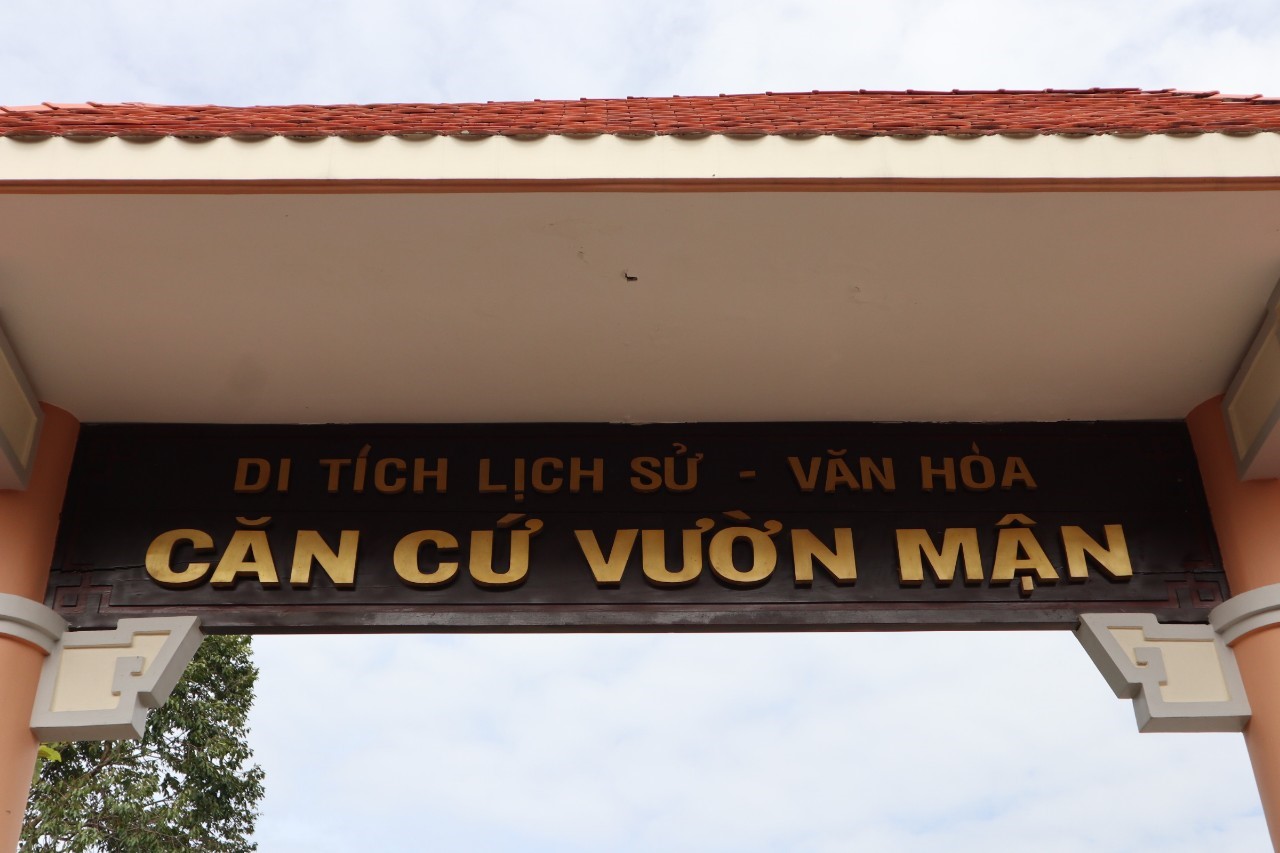 DI TÍCH LỊCH SỬ - VĂN HÓA
CĂN CỨ VƯỜN MẬN